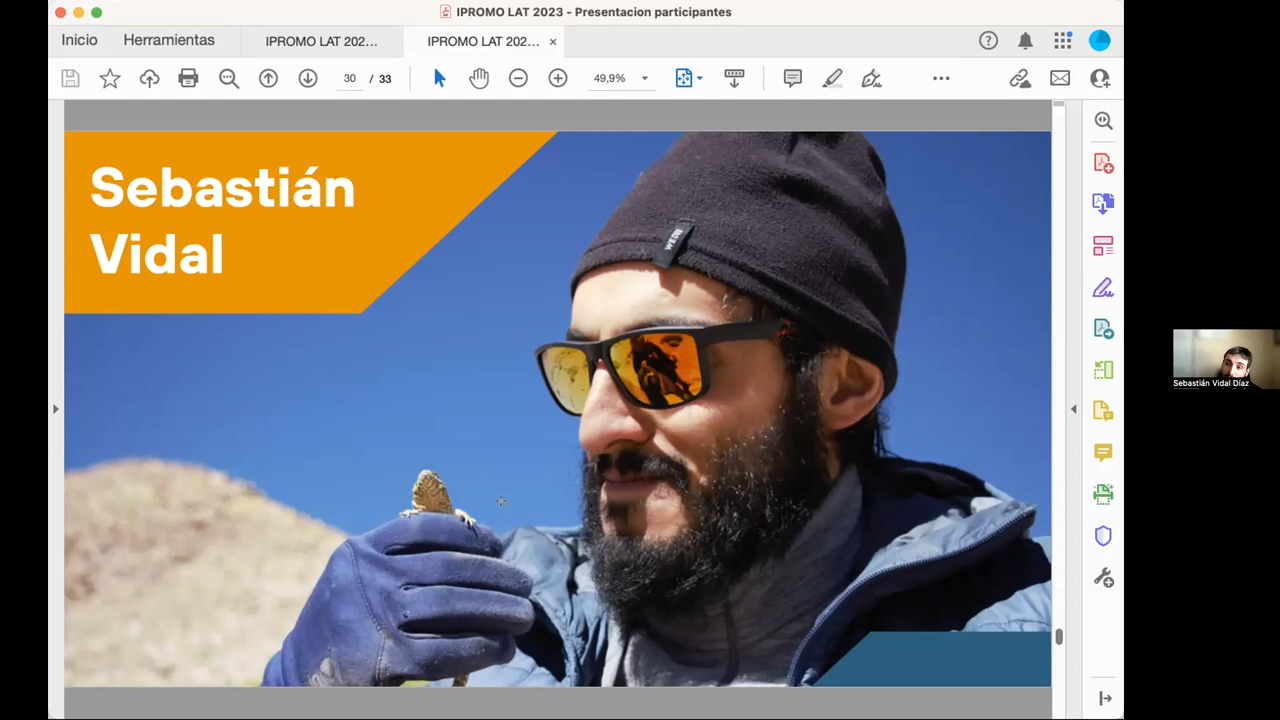 IPROMO LAT 2023 - Presentacion participantes
Inicio
Herramientas
IPROMO LAT 202...
IPROMO LAT 202...
30 / 33
49,9%
Sebastián
Vidal
Sebastián Vidal Díaz